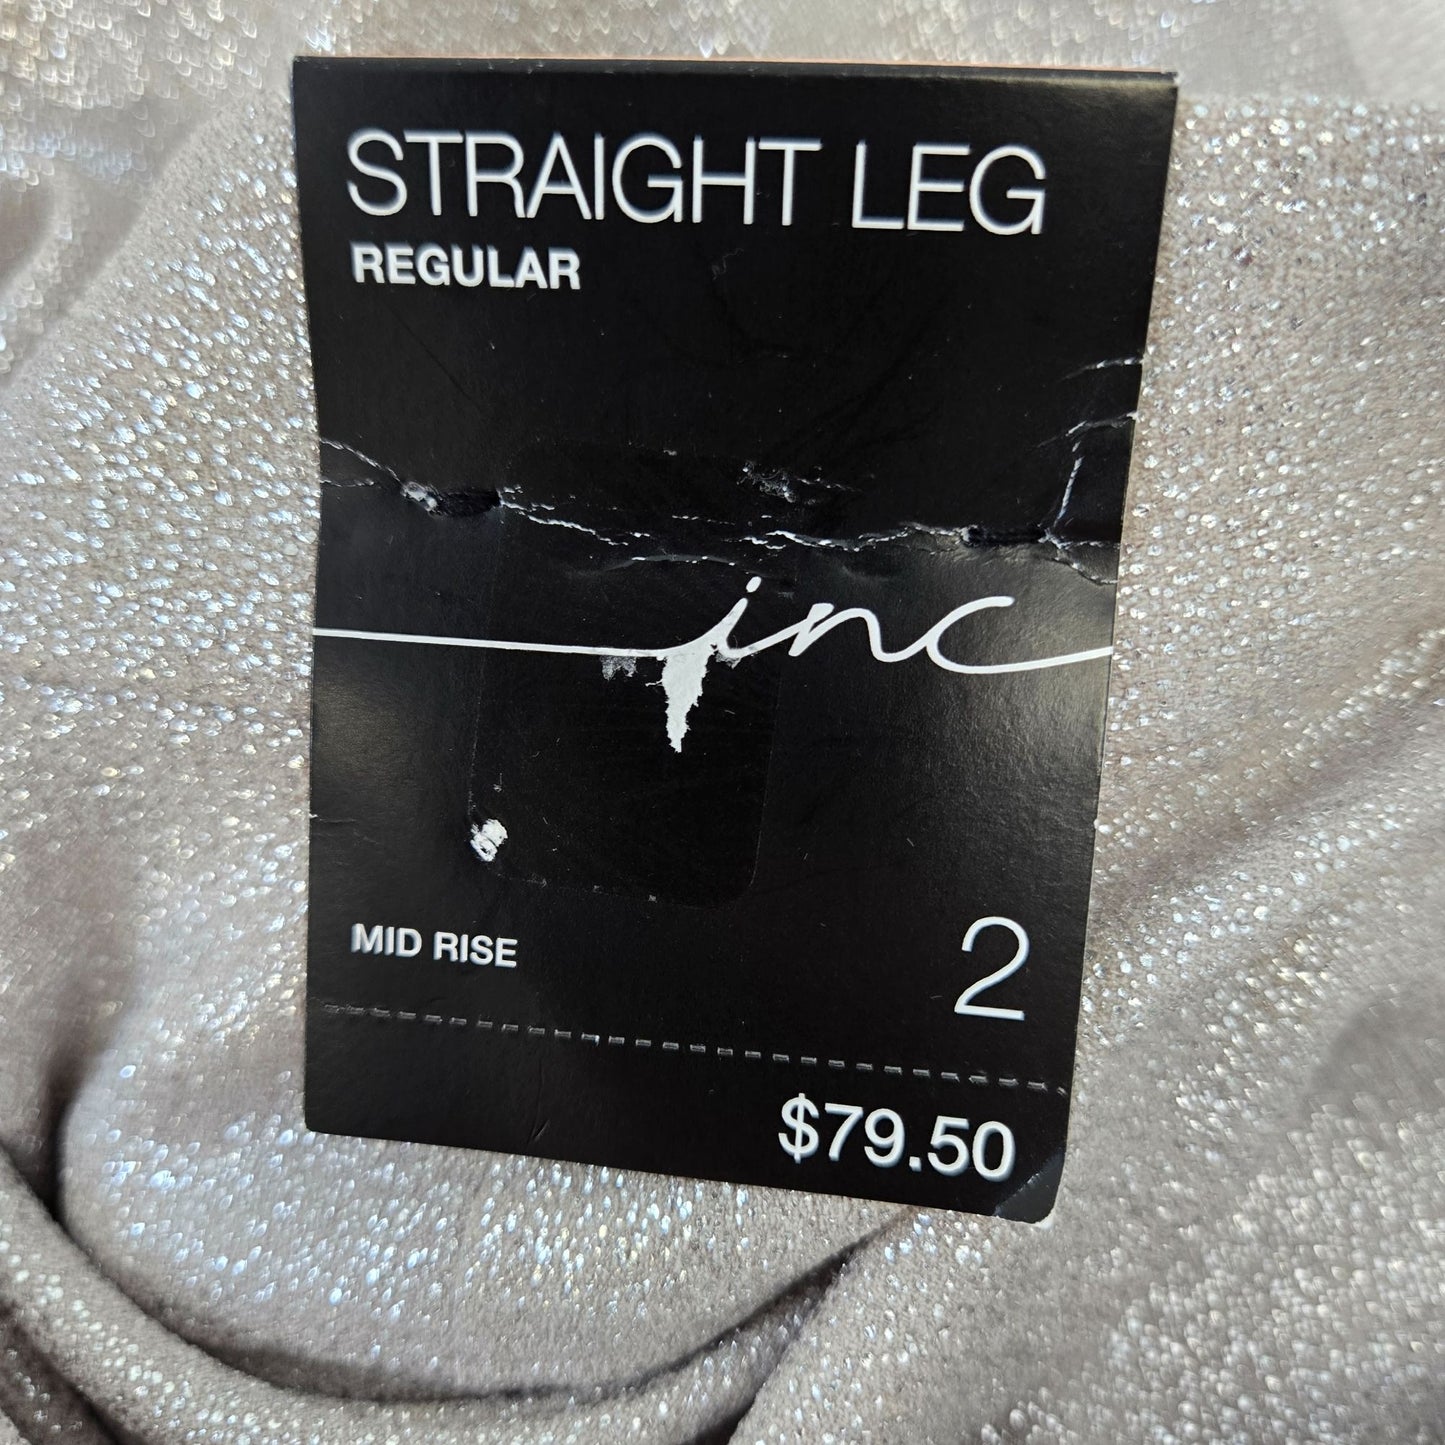 STRAIGHT LEG
REGULAR
inc
MID RISE
2
$79.50